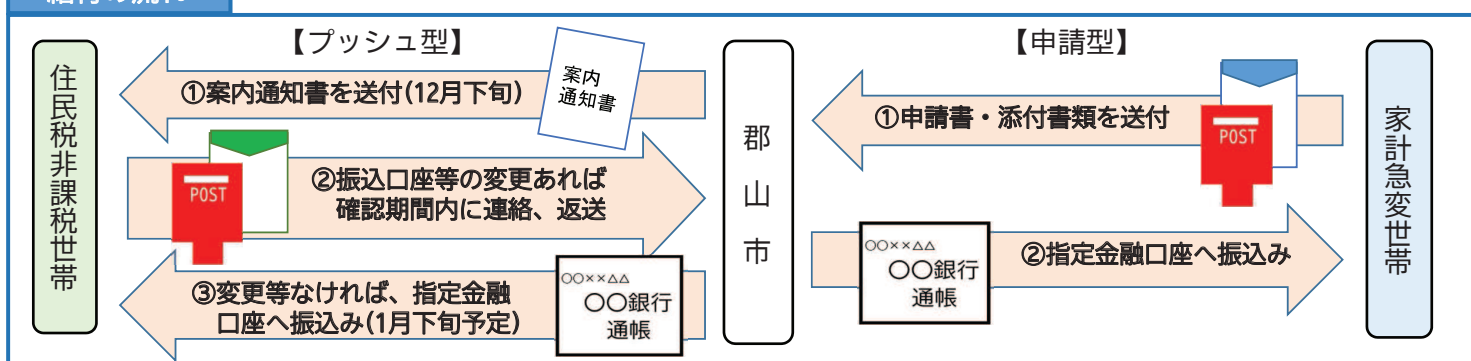 給付の流れ
【プッシュ型】
【申請型】
住民税非課税世帯
①案内通知書を送付(12月下旬)
案内
通知書
POST
②振込口座等の変更あれば
確認期間内に連絡、返送
③変更等なければ、指定金融
口座へ振込み(1月下旬予定)
○○××△△
○○銀行
通帳
郡山市
①申請書・添付書類を送付
POST
○○××△△
○○銀行
通帳
②指定金融口座へ振込み
家計急変世帯